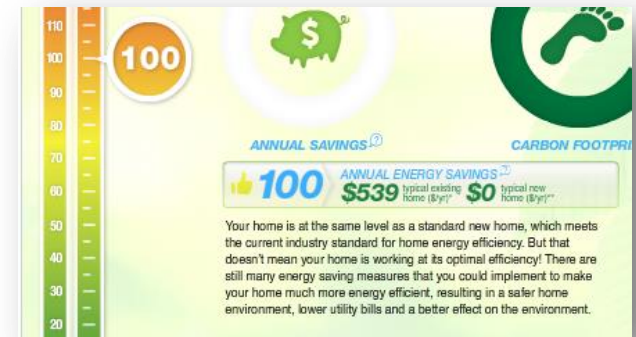 110
100
90
80
70
60
50
40
30
20
100
$
ANNUAL SAVINGS ?
CARBON FOOTPRI
100
ANNUAL ENERGY SAVINGS ?
$539 typical existing home ($/yr)* $0 typical new home ($/yr)**
Your home is at the same level as a standard new home, which meets
the current industry standard for home energy efficiency. But that
doesn't mean your home is working at its optimal efficiency! There are
still many energy saving measures that you could implement to make
your home much more energy efficient, resulting in a safer home
environment, lower utility bills and a better effect on the environment.